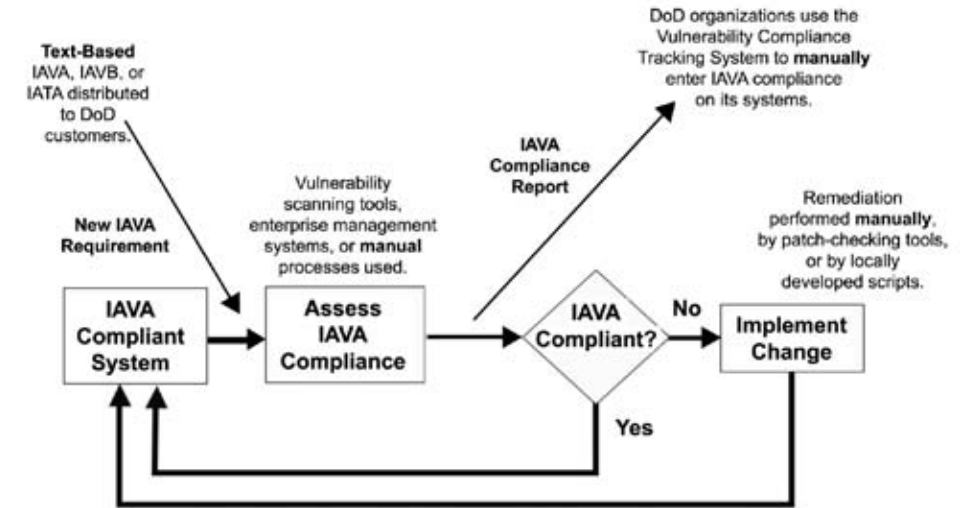 Text-Based
IAVA, IAVB, or
IATA distributed
to DoD
customers.
New IAVA
Requirement
IAVA
Compliant
System
Vulnerability
scanning tools,
enterprise management
systems, or manual
processes used.
Assess
IAVA
Compliance
IAVA
Compliance
Report
DoD organizations use the
Vulnerability Compliance
Tracking System to manually
enter IAVA compliance
on its systems.
IAVA
Compliant?
No
Yes
Remediation
performed manually,
by patch-checking tools,
or by locally
developed scripts.
Implement
Change